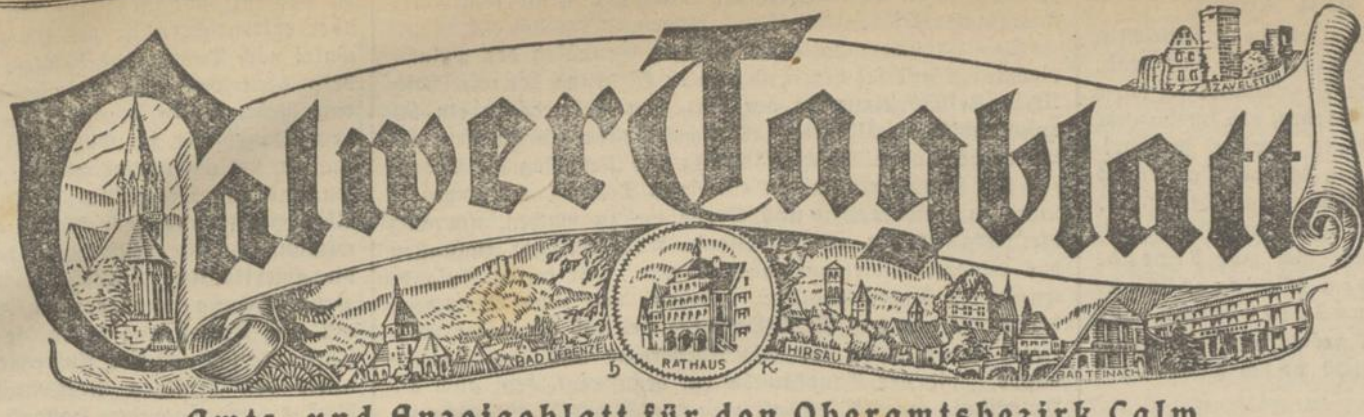 Calwer Tagblatt
ZAVELSTEIN
BAD LIEBENZELL
RATHAUS
HIRSAU
BAD TEINACH
h K
Amts- und Anzeigeblatt für den Oberamtsbezirk Calw